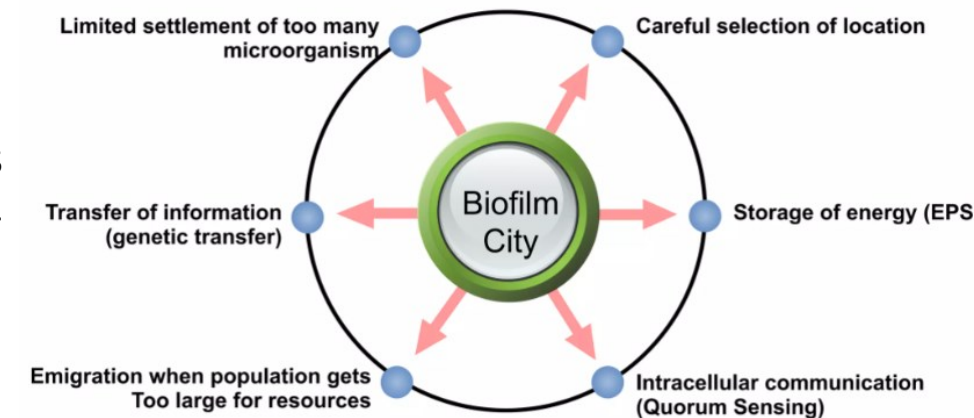 Limited settlement of too many
microorganism
Careful selection of location
Transfer of information
(genetic transfer)
Biofilm
City
Storage of energy (EPS
Emigration when population gets
Too large for resources
Intracellular communication
(Quorum Sensing)